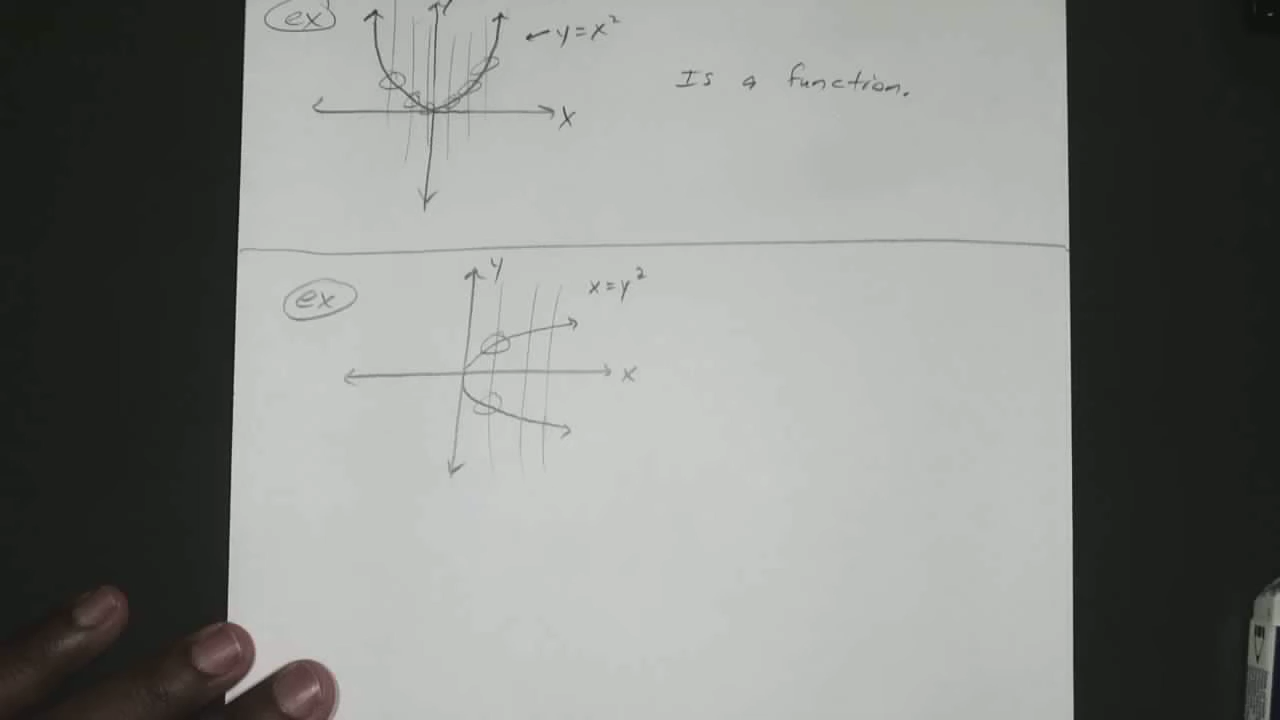 ex
y
y=x²
x
Is a function.
ex
y
x=y²
x